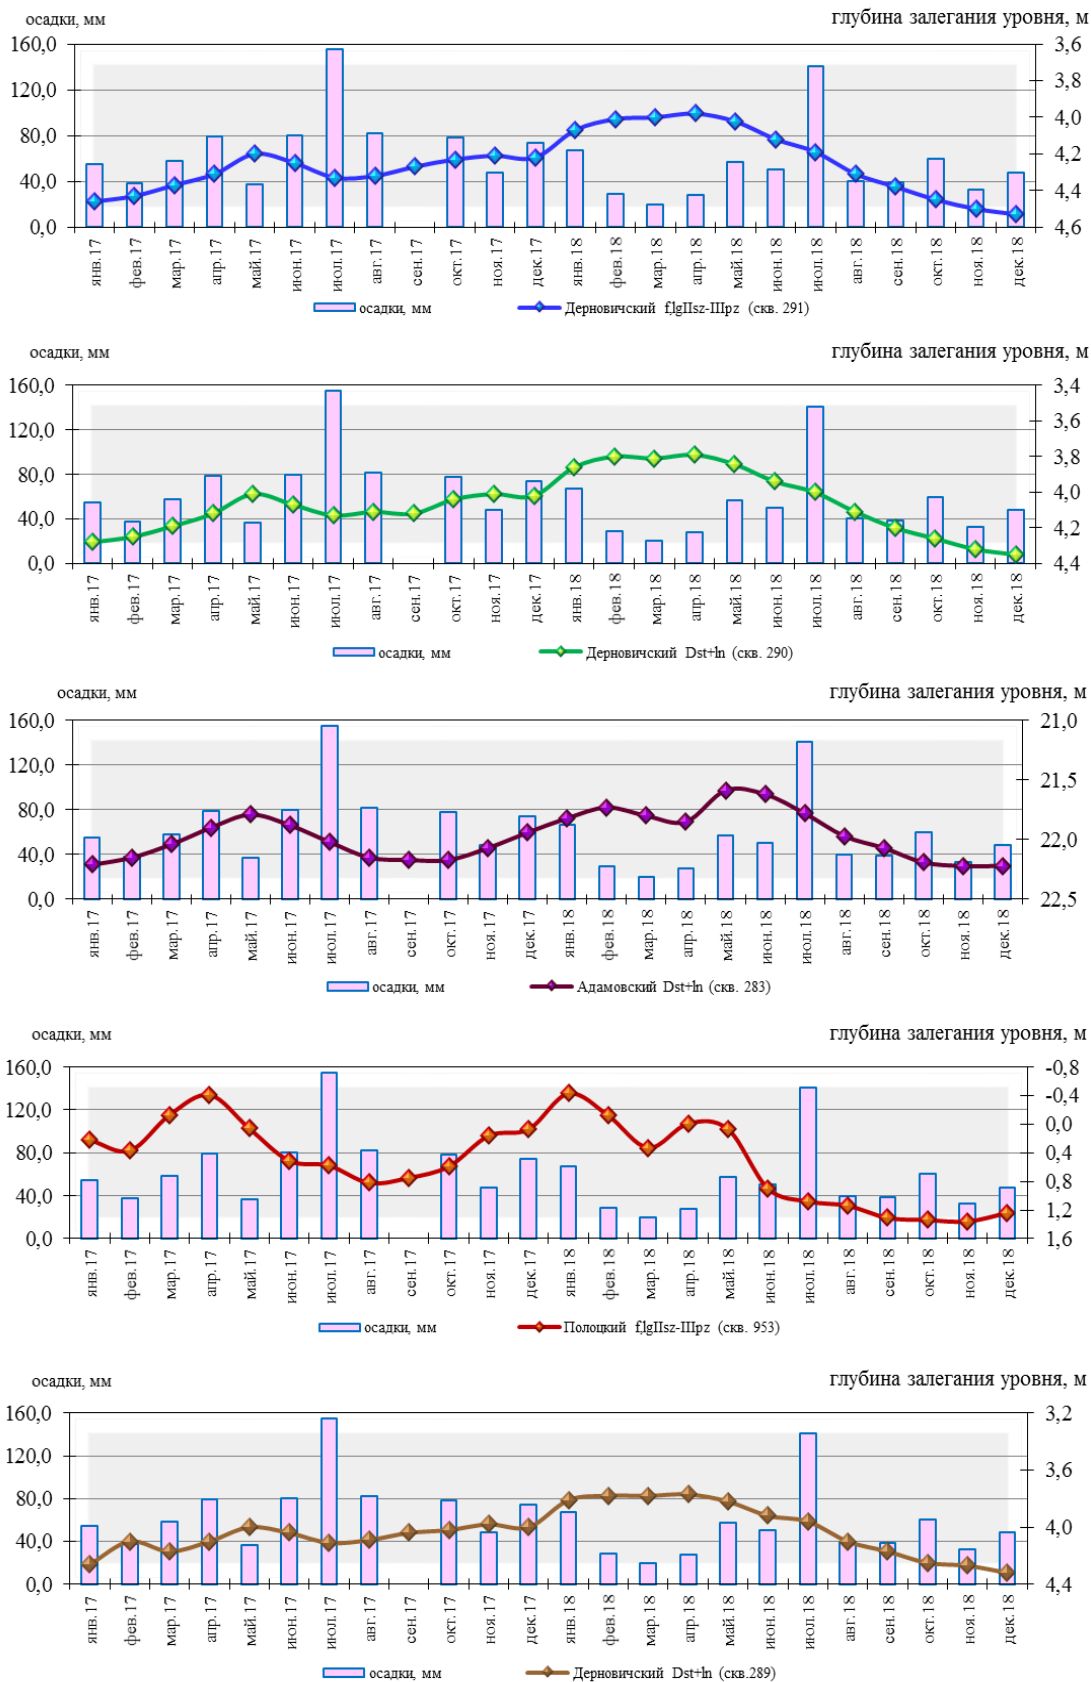 осадки, мм глубина залегания уровня, м
160,0 3,6
3,8
120,0 4,0
80,0 4,2
40,0 4,4
0,0 4,6
янв.17 фев.17 мар.17 апр.17 май.17 июн.17 июл.17 авг.17 сен.17 окт.17 ноя.17 дек.17 янв.18 фев.18 мар.18 апр.18 май.18 июн.18 июл.18 авг.18 сен.18 окт.18 ноя.18 дек.18
осадки, мм Дерновичский f,lgIIsz-IIIpz (скв. 291)
осадки, мм глубина залегания уровня, м
160,0 3,4
3,6
120,0 3,8
80,0 4,0
40,0 4,2
0,0 4,4
янв.17 фев.17 мар.17 апр.17 май.17 июн.17 июл.17 авг.17 сен.17 окт.17 ноя.17 дек.17 янв.18 фев.18 мар.18 апр.18 май.18 июн.18 июл.18 авг.18 сен.18 окт.18 ноя.18 дек.18
осадки, мм Дерновичский Dst+ln (скв. 290)
осадки, мм глубина залегания уровня, м
160,0 21,0
120,0 21,5
80,0 22,0
40,0
0,0 22,5
янв.17 фев.17 мар.17 апр.17 май.17 июн.17 июл.17 авг.17 сен.17 окт.17 ноя.17 дек.17 янв.18 фев.18 мар.18 апр.18 май.18 июн.18 июл.18 авг.18 сен.18 окт.18 ноя.18 дек.18
осадки, мм Адамовский Dst+ln (скв. 283)
осадки, мм глубина залегания уровня, м
160,0 -0,8
-0,4
120,0 0,0
80,0 0,4
0,8
40,0 1,2
0,0 1,6
янв.17 фев.17 мар.17 апр.17 май.17 июн.17 июл.17 авг.17 сен.17 окт.17 ноя.17 дек.17 янв.18 фев.18 мар.18 апр.18 май.18 июн.18 июл.18 авг.18 сен.18 окт.18 ноя.18 дек.18
осадки, мм Полоцкий f,lgIIsz-IIIpz (скв. 953)
осадки, мм глубина залегания уровня, м
160,0 3,2
120,0 3,6
80,0 4,0
40,0
0,0 4,4
янв.17 фев.17 мар.17 апр.17 май.17 июн.17 июл.17 авг.17 сен.17 окт.17 ноя.17 дек.17 янв.18 фев.18 мар.18 апр.18 май.18 июн.18 июл.18 авг.18 сен.18 окт.18 ноя.18 дек.18
осадки, мм Дерновичский Dst+ln (скв.289)